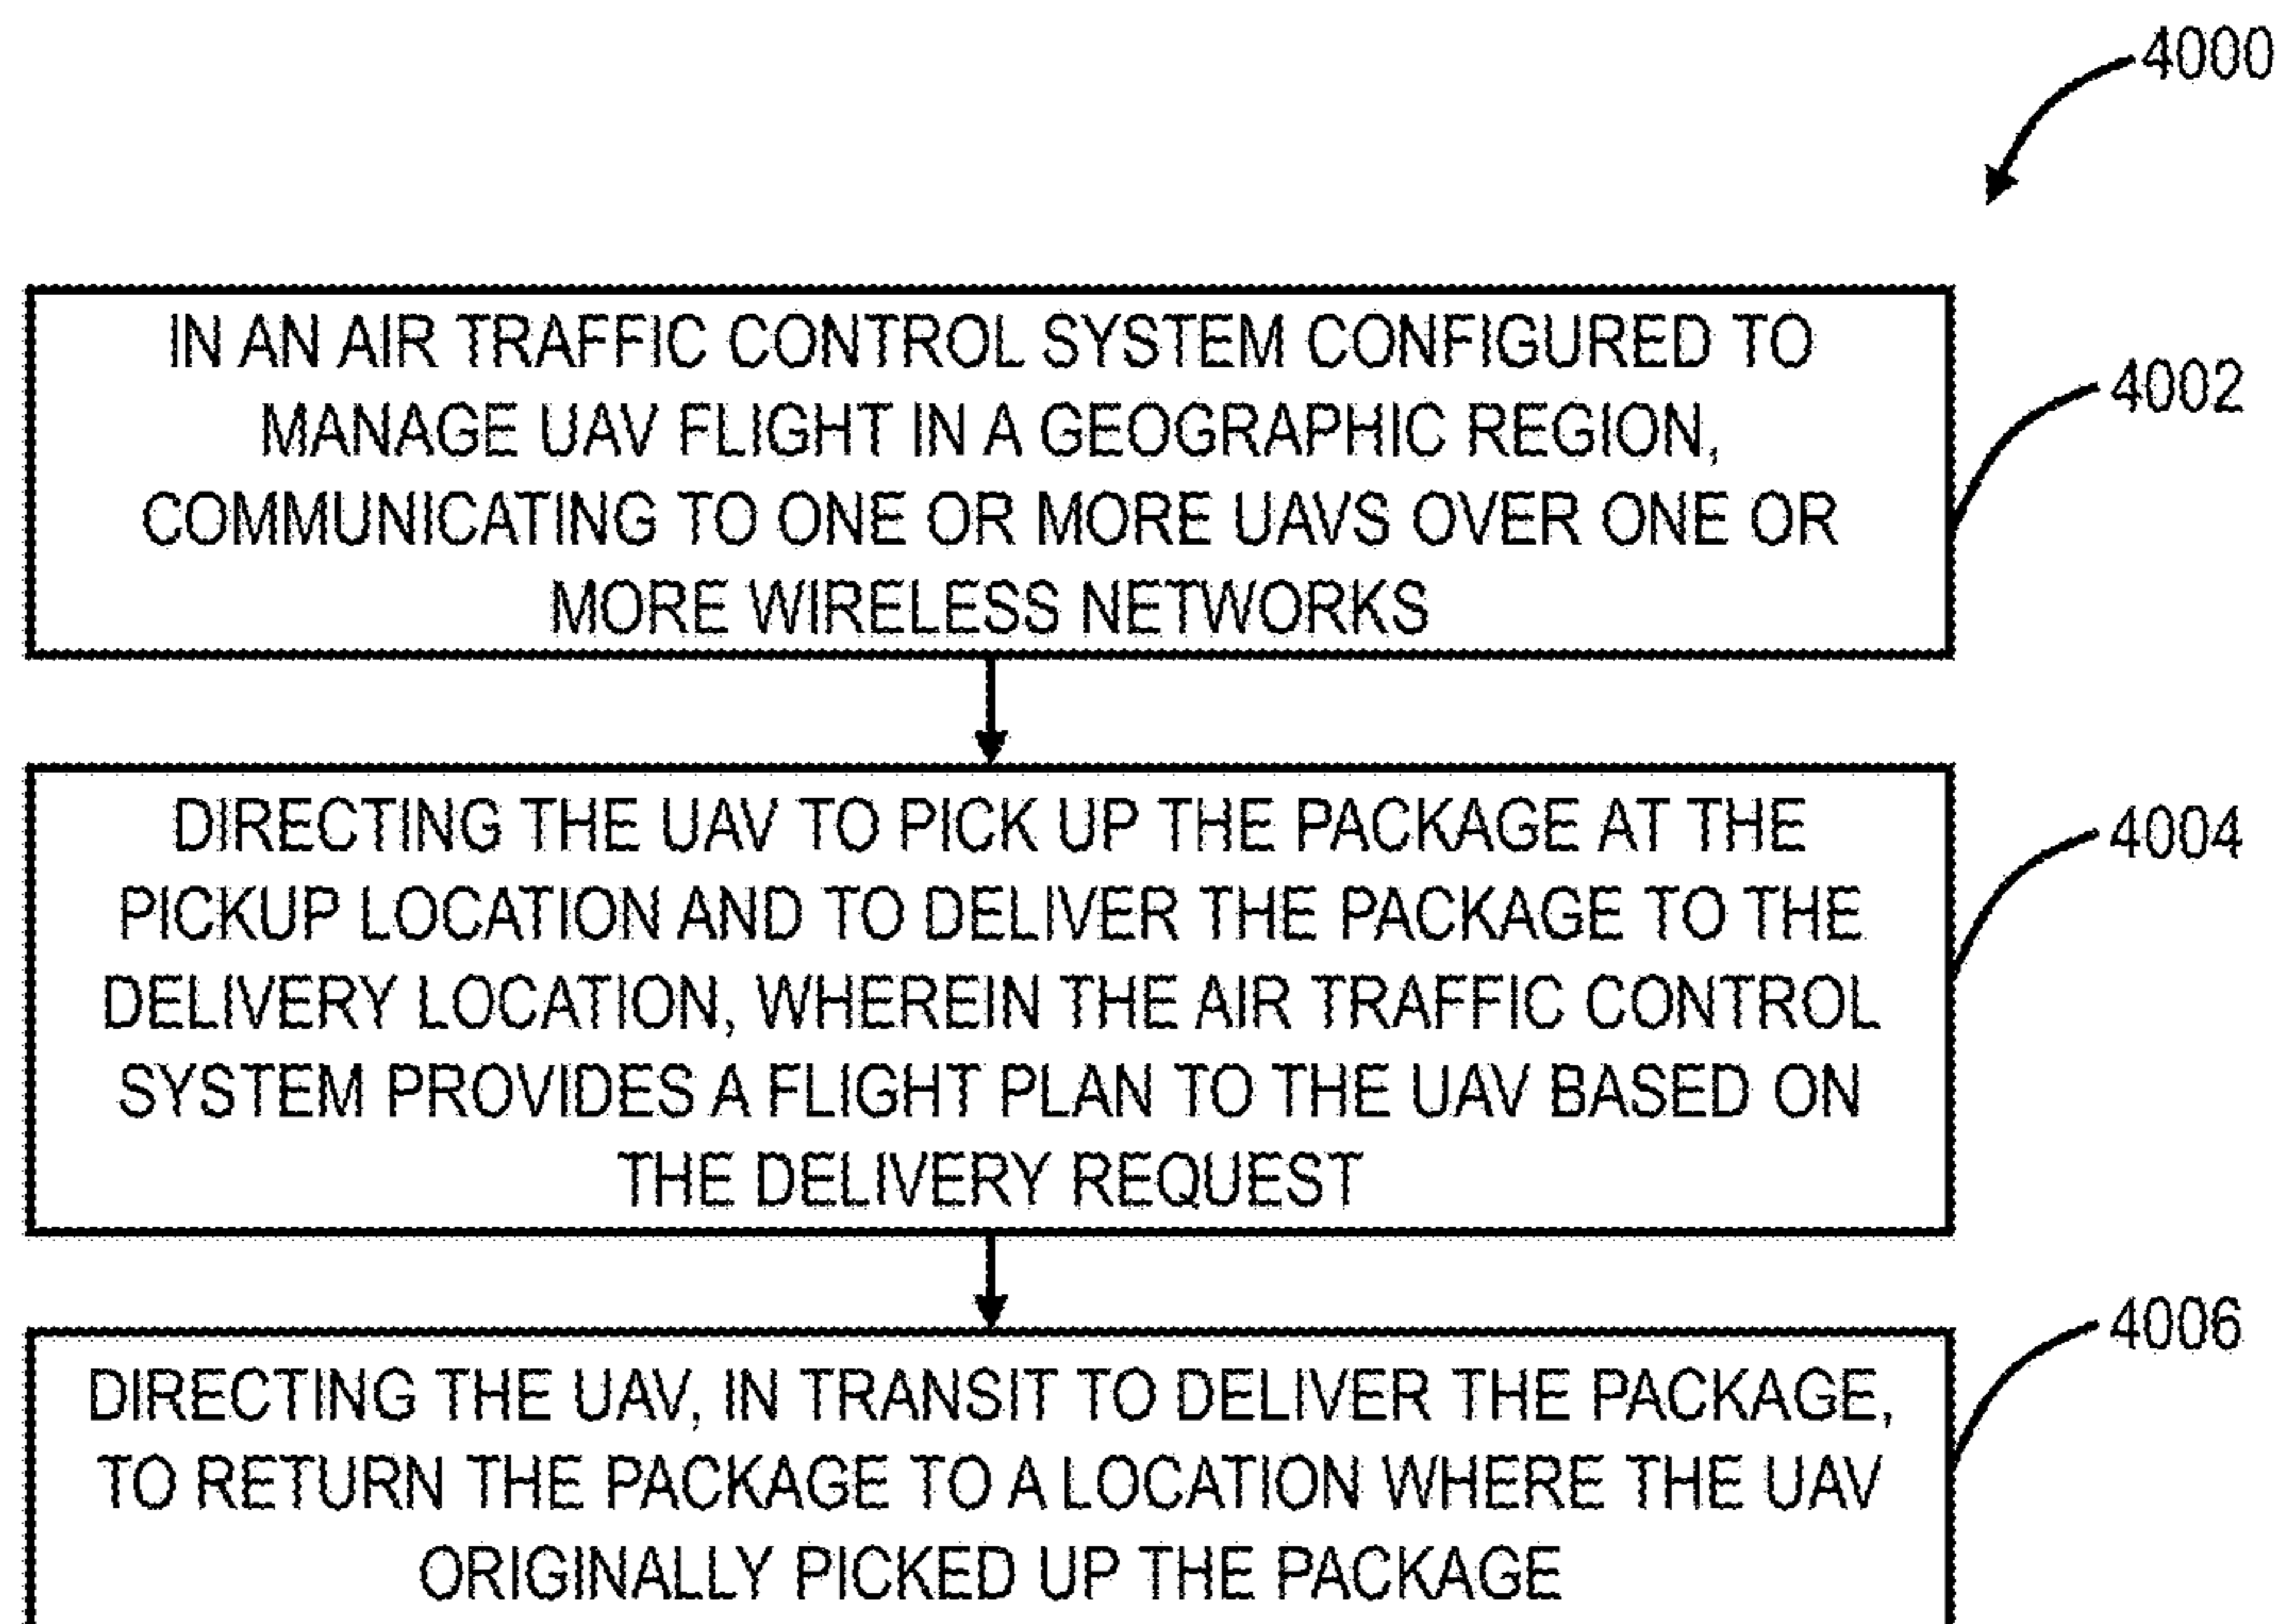 4000
IN AN AIR TRAFFIC CONTROL SYSTEM CONFIGURED TO
MANAGE UAV FLIGHT IN A GEOGRAPHIC REGION,
COMMUNICATING TO ONE OR MORE UAVS OVER ONE OR
MORE WIRELESS NETWORKS
4002
DIRECTING THE UAV TO PICK UP THE PACKAGE AT THE
PICKUP LOCATION AND TO DELIVER THE PACKAGE TO THE
DELIVERY LOCATION, WHEREIN THE AIR TRAFFIC CONTROL
SYSTEM PROVIDES A FLIGHT PLAN TO THE UAV BASED ON
THE DELIVERY REQUEST
4004
DIRECTING THE UAV, IN TRANSIT TO DELIVER THE PACKAGE,
TO RETURN THE PACKAGE TO A LOCATION WHERE THE UAV
ORIGINALLY PICKED UP THE PACKAGE
4006